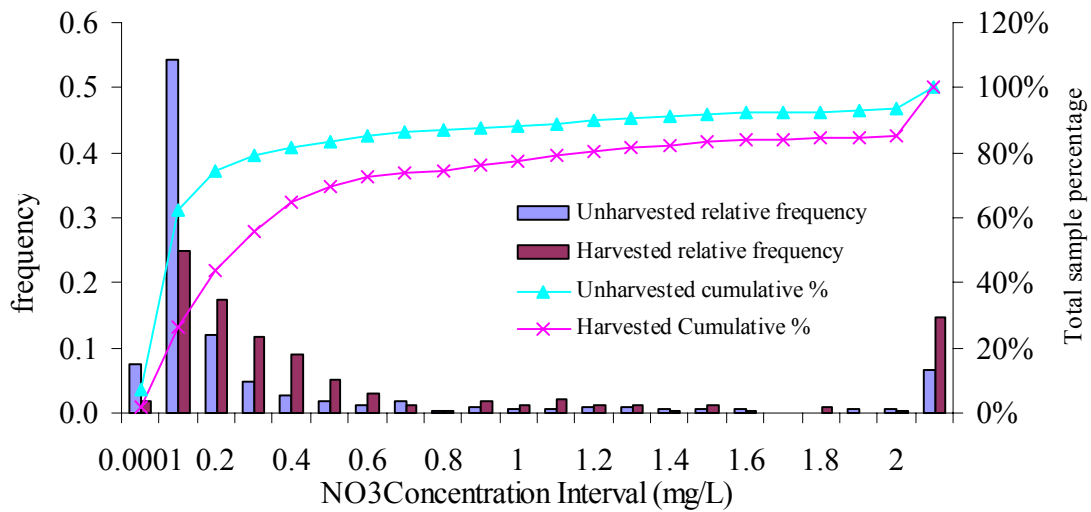 0.6
0.5
0.4
0.3
0.2
0.1
0.0
frequency
120%
100%
80%
60%
40%
20%
0%
Total sample percentage
Unharvested relative frequency
Harvested relative frequency
Unharvested cumulative %
Harvested Cumulative %
0.0001 0.2 0.4 0.6 0.8 1 1.2 1.4 1.6 1.8 2
NO3Concentration Interval (mg/L)